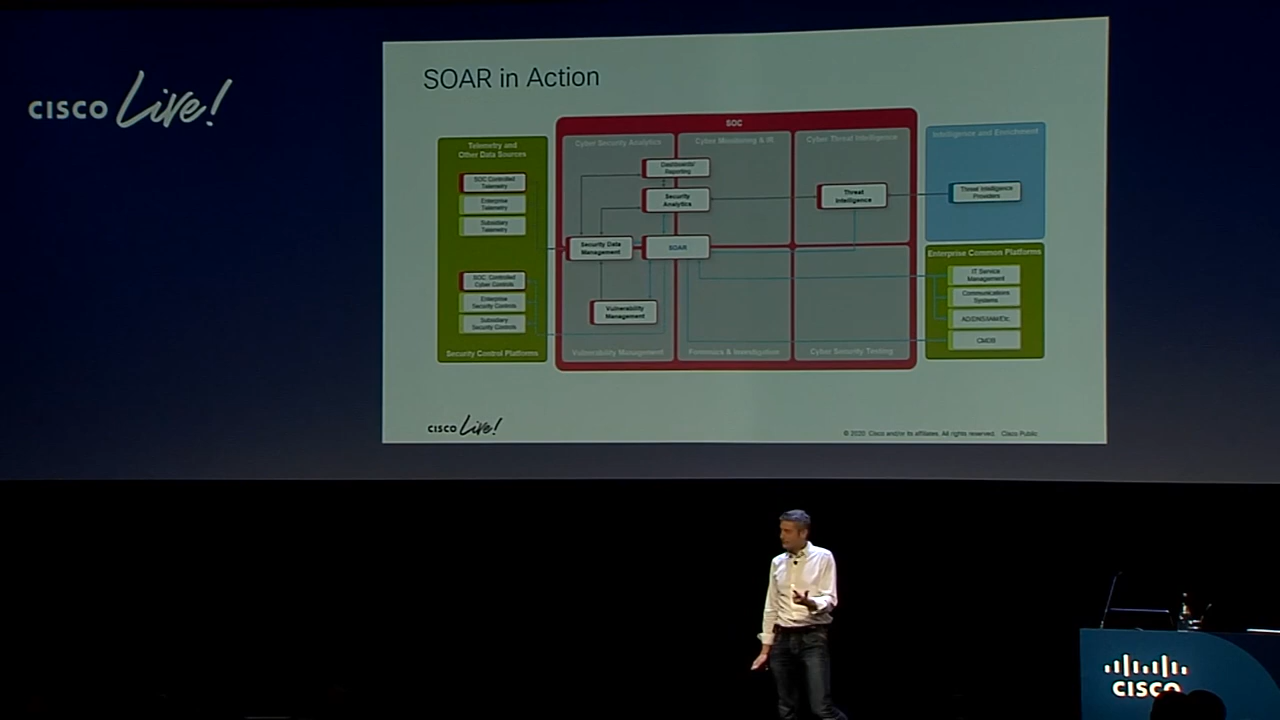 CISCO Live!
SOAR in Action
SOC
Telemetry and
Other Data Sources
SOC Controlled
Telemetry
Enterprise
Telemetry
Subsidiary
Telemetry
SOC Controlled
Cyber Controls
Enterprise
Security Controls
Subsidiary
Security Controls
Security Control Platforms
Cyber Security Analytics
Cyber Monitoring & IR
Cyber Threat Intelligence
Dashboards/
Reporting
Security
Analytics
Security Data
Management
SOAR
Vulnerability
Management
Threat
Intelligence
Vulnerability Management
Forensics & Investigation
Cyber Security Testing
Intelligence and Enrichment
Threat Intelligence
Providers
Enterprise Common Platforms
IT Service
Management
Communications
Systems
CMDB
CISCO Live!
© 2020 Cisco and/or its affiliates. All rights reserved. Cisco Public
CISCO